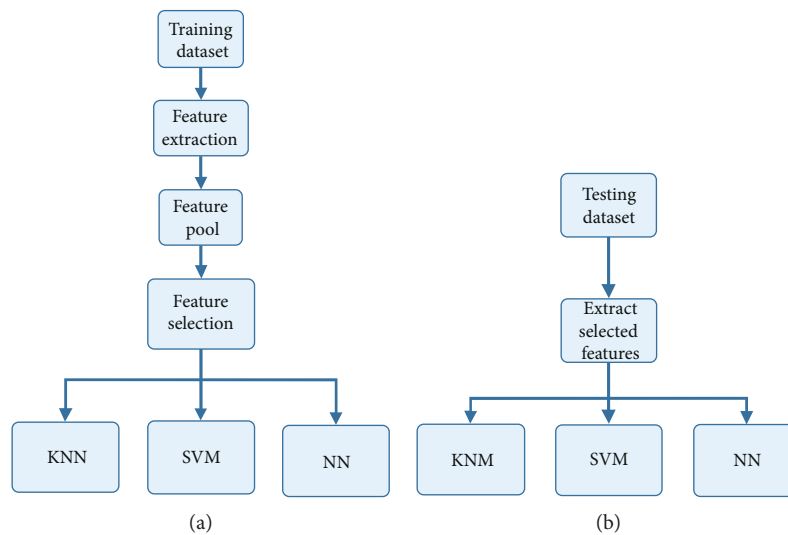 Training
dataset
Feature
extraction
Feature
pool
Feature
selection
KNN
SVM
NN
(a)
Testing
dataset
Extract
selected
features
KNM
SVM
NN
(b)